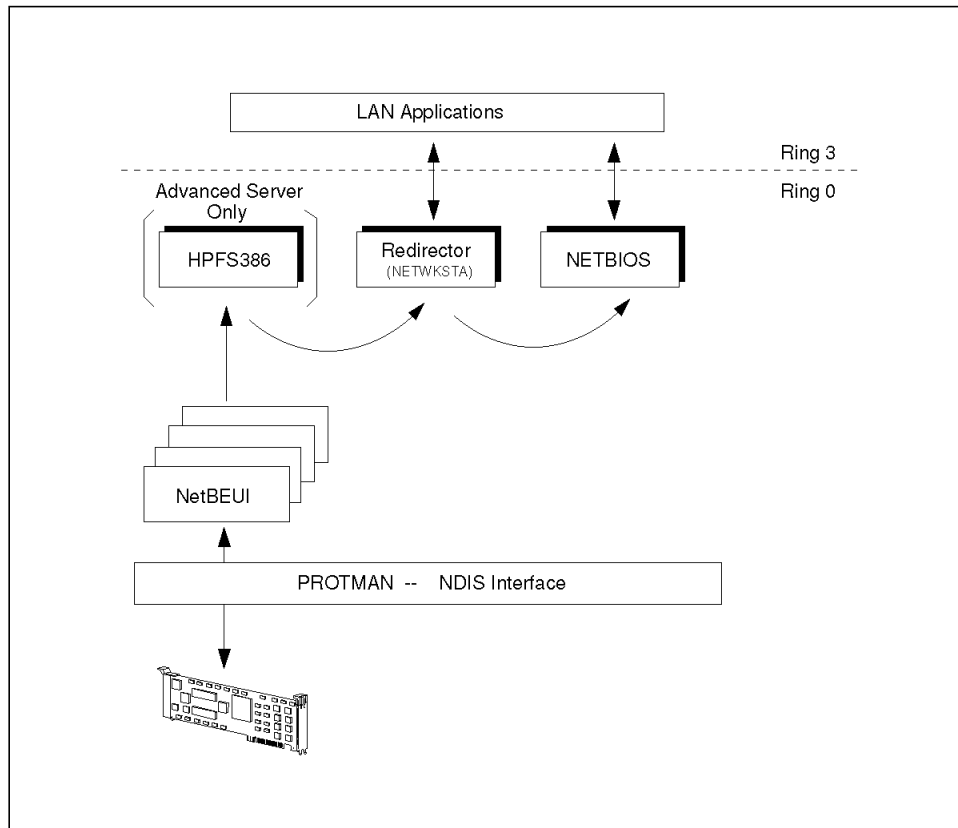 LAN Applications
Ring 3
Ring 0
Advanced Server
Only
HPFS386
Redirector
(NETWKSTA)
NETBIOS
NetBEUI
PROTMAN -- NDIS Interface